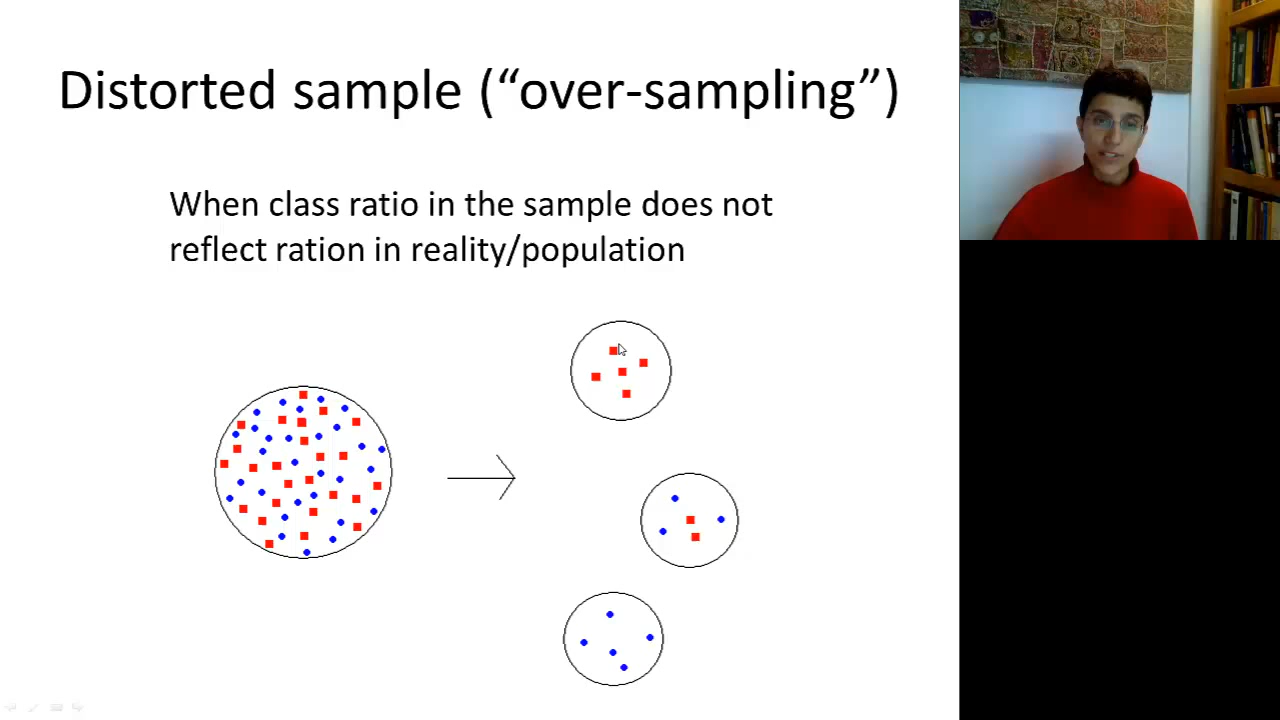 Distorted sample (“over-sampling”)
When class ratio in the sample does not
reflect ration in reality/population